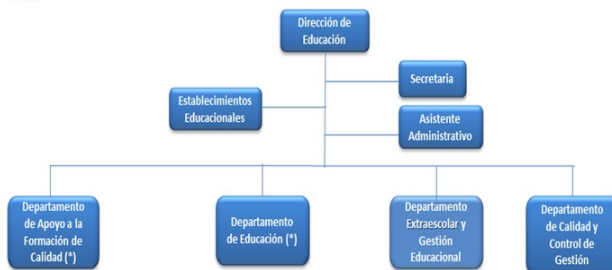 Dirección de
Educación
Secretaria
Establecimientos
Educacionales
Asistente
Administrativo
Departamento
de Apoyo a la
Formación de
Calidad (*)
Departamento
de Educación (*)
Departamento
Extraescolar y
Gestión
Educacional
Departamento
de Calidad y
Control de
Gestión